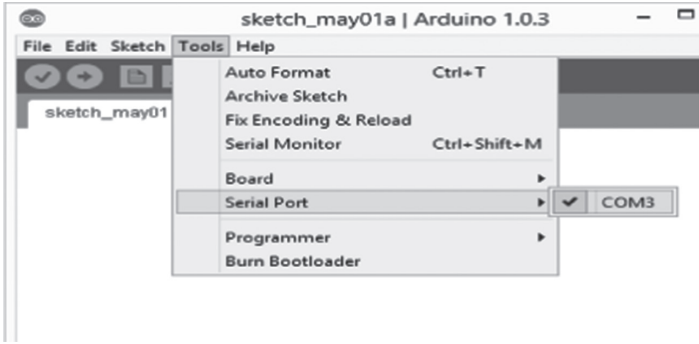 sketch_may01a | Arduino 1.0.3
File Edit Sketch Tools Help
Auto Format Ctrl+T
Archive Sketch
sketch_may01
Fix Encoding & Reload
Serial Monitor Ctrl+Shift+M
Board
Serial Port
COM3
Programmer
Burn Bootloader